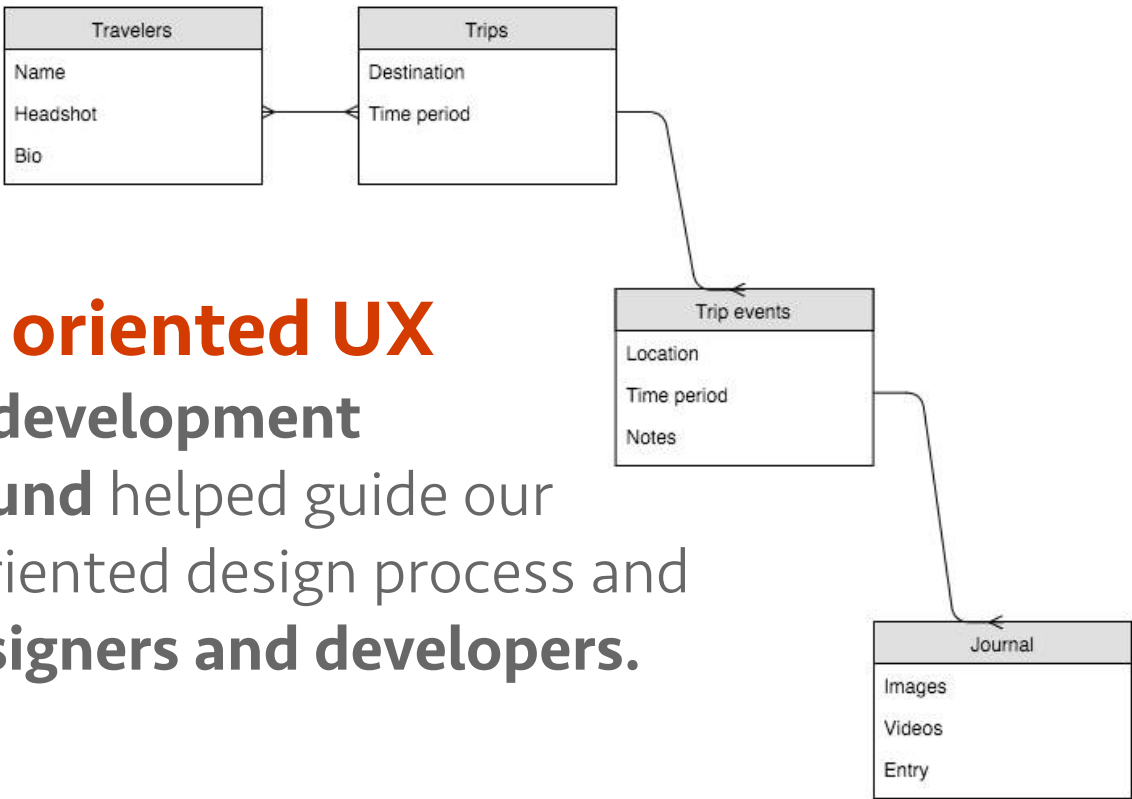 Travelers
Name
Headshot
Bio
Trips
Destination
Time period
oriented UX
development
und helped guide our
riented design process and
signers and developers.
Trip events
Location
Time period
Notes
Journal
Images
Videos
Entry